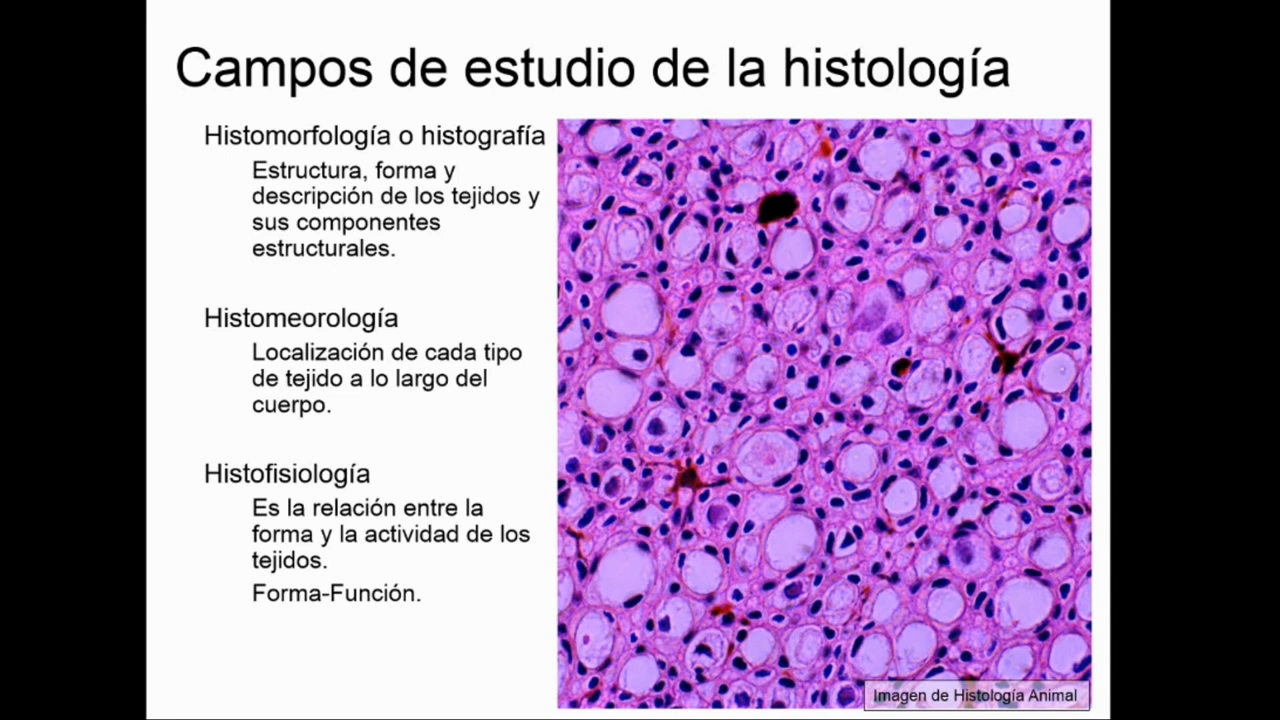 Campos de estudio de la histología
Histomorfología o histografía
Estructura, forma y
descripción de los tejidos y
sus componentes
estructurales.
Histomeorología
Localización de cada tipo
de tejido a lo largo del
cuerpo.
Histofisiología
Es la relación entre la
forma y la actividad de los
tejidos.
Forma-Función.
Imagen de Histología Animal